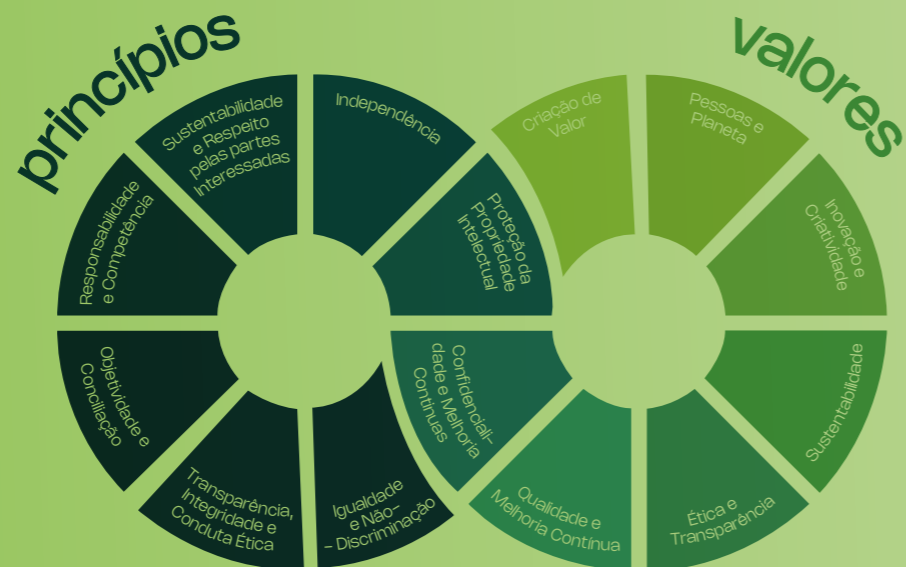 princípios
Sustentabilidade
e Respeito
pelas partes
Interessadas
Independência
Proteção da
Propriedade
Intelectual
Responsabilidade
e Competência
Objetividade e
Conciliação
Transparência,
Integridade e
Conduta Ética
Igualdade
e Não-
- Discriminação
valores
Criação de
Valor
Pessoas e
Planeta
Inovação e
Criatividade
Sustentabilidade
Ética e
Transparência
Qualidade e
Melhoria Contínua
Confidenciali-
dade e Melhoria
Contínuas